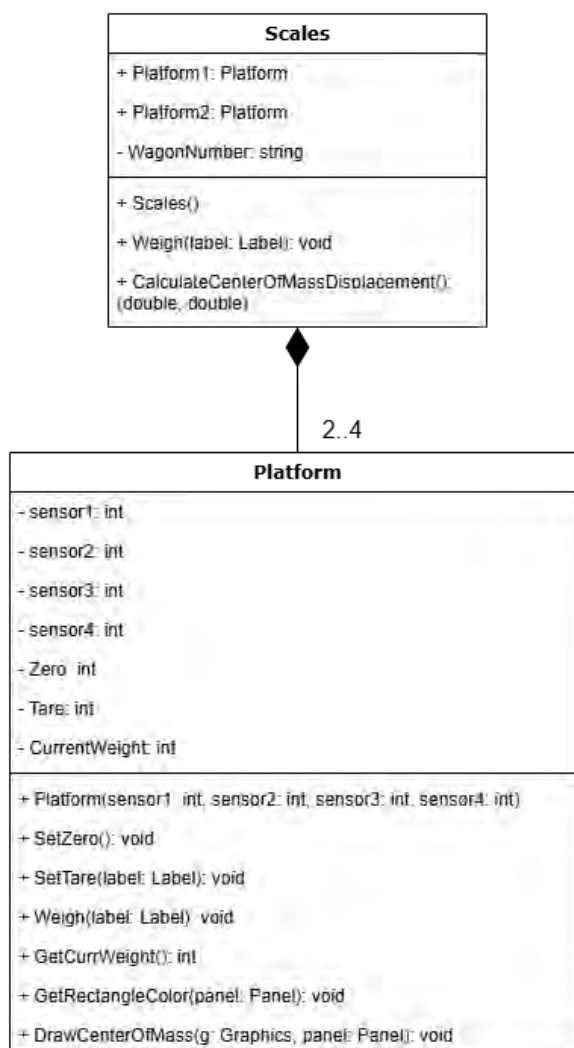 Scales
+ Platform1: Platform
+ Platform2: Platform
- WagonNumber: string
+ Scales()
+ Weigh(label: Label): void
+ CalculateCenterOfMassDisplacement():
(double, double)
2..4
Platform
- sensor1: int
- sensor2: int
- sensor3: int
- sensor4: int
- Zero int
- Tare: int
- CurrentWeight: int
+ Platform(sensor1 int, sensor2: int, sensor3: int, sensor4: int)
+ SetZero(): void
+ SetTare(label: Label): void
+ Weigh(label: Label) void
+ GetCurrWeight(): int
+ GetRectangleColor(panel: Panel): void
+ DrawCenterOfMass(g: Graphics, panel: Panel): void